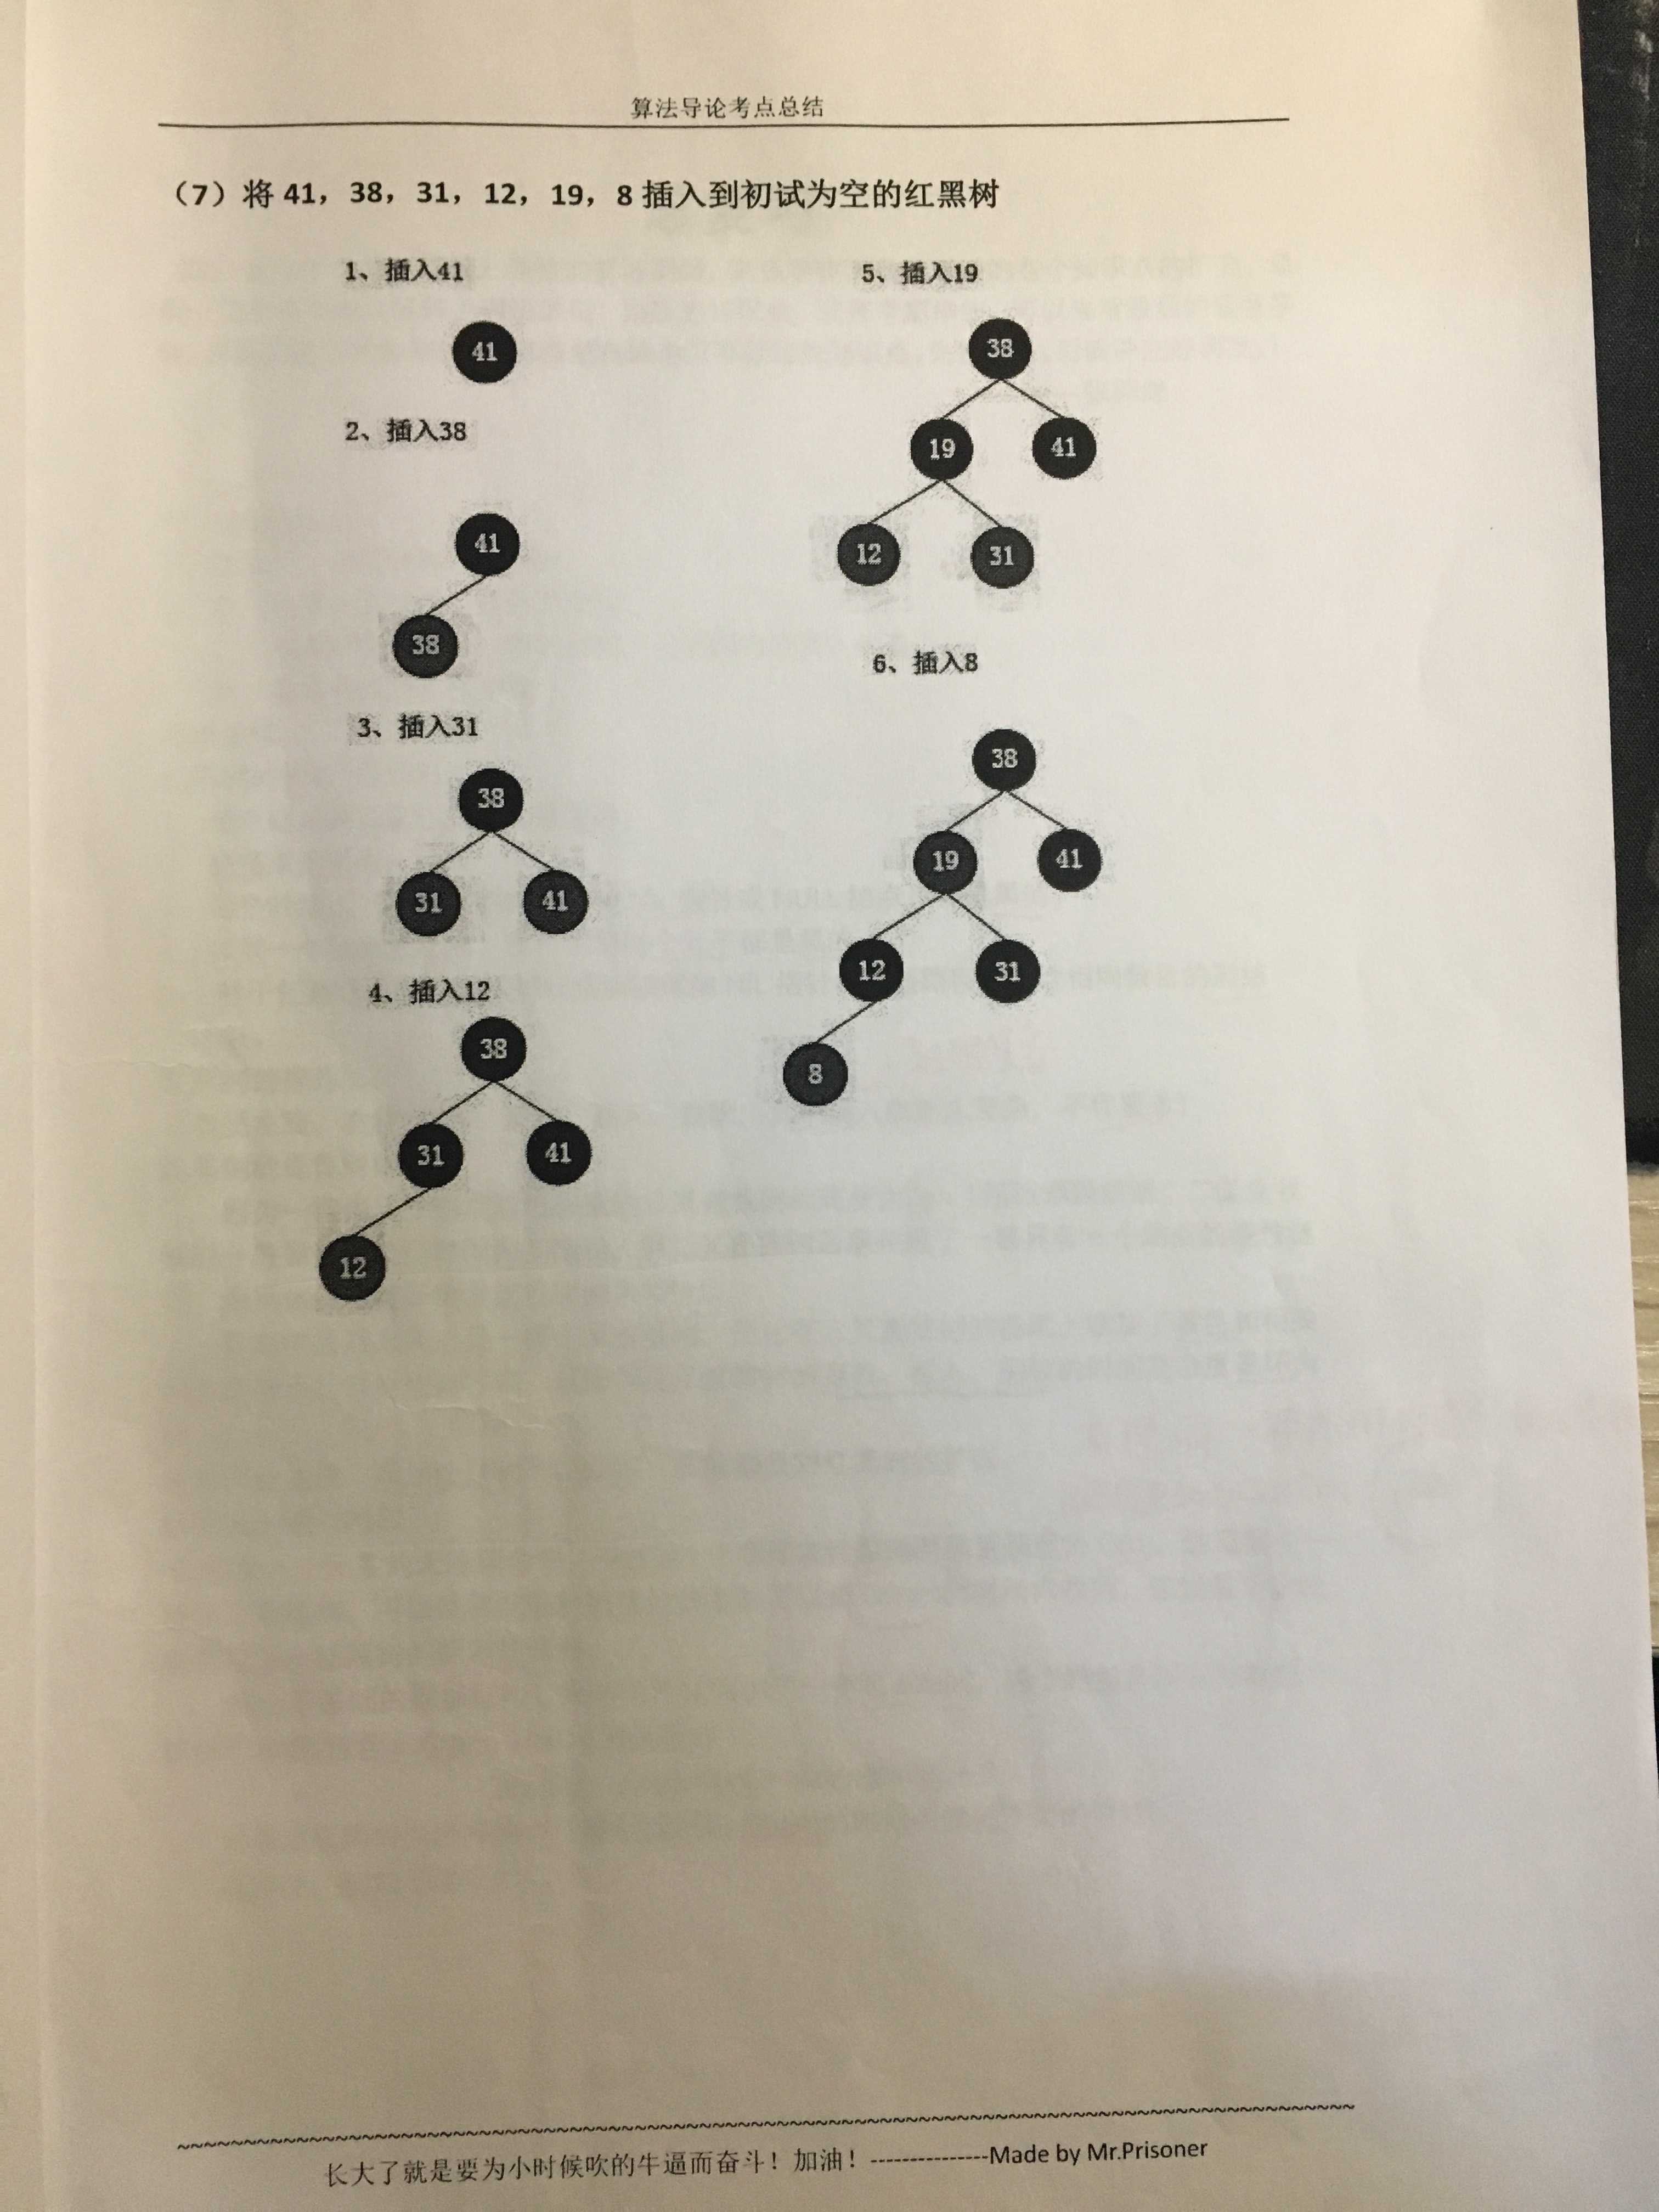 算法导论考点总结
（7）将 41，38，31，12，19，8 插入到初试为空的红黑树
1、插入41
41
2、插入38
41
38
3、插入31
38
31 41
4、插入12
38
31 41
12
5、插入19
38
19 41
12 31
6、插入8
38
19 41
12 31
8
~~~~~~~~~~~~~~~~~~~~~~~~~~~~~~~~~~~~~~~~~~~~~~~~~~~~~~~~~~~~~~~~~~~~~~~~~~~~~~~~
长大了就是要为小时候吹的牛逼而奋斗！加油！---------------Made by Mr.Prisoner